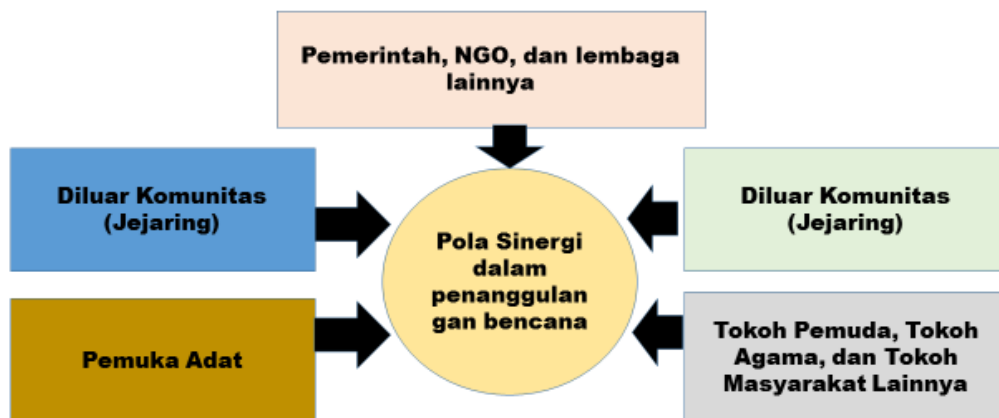 Pemerintah, NGO, dan lembaga
lainnya
Diluar Komunitas
(Jejaring)
Diluar Komunitas
(Jejaring)
Pola Sinergi
dalam
penanggulan
gan bencana
Pemuka Adat
Tokoh Pemuda, Tokoh
Agama, dan Tokoh
Masyarakat Lainnya